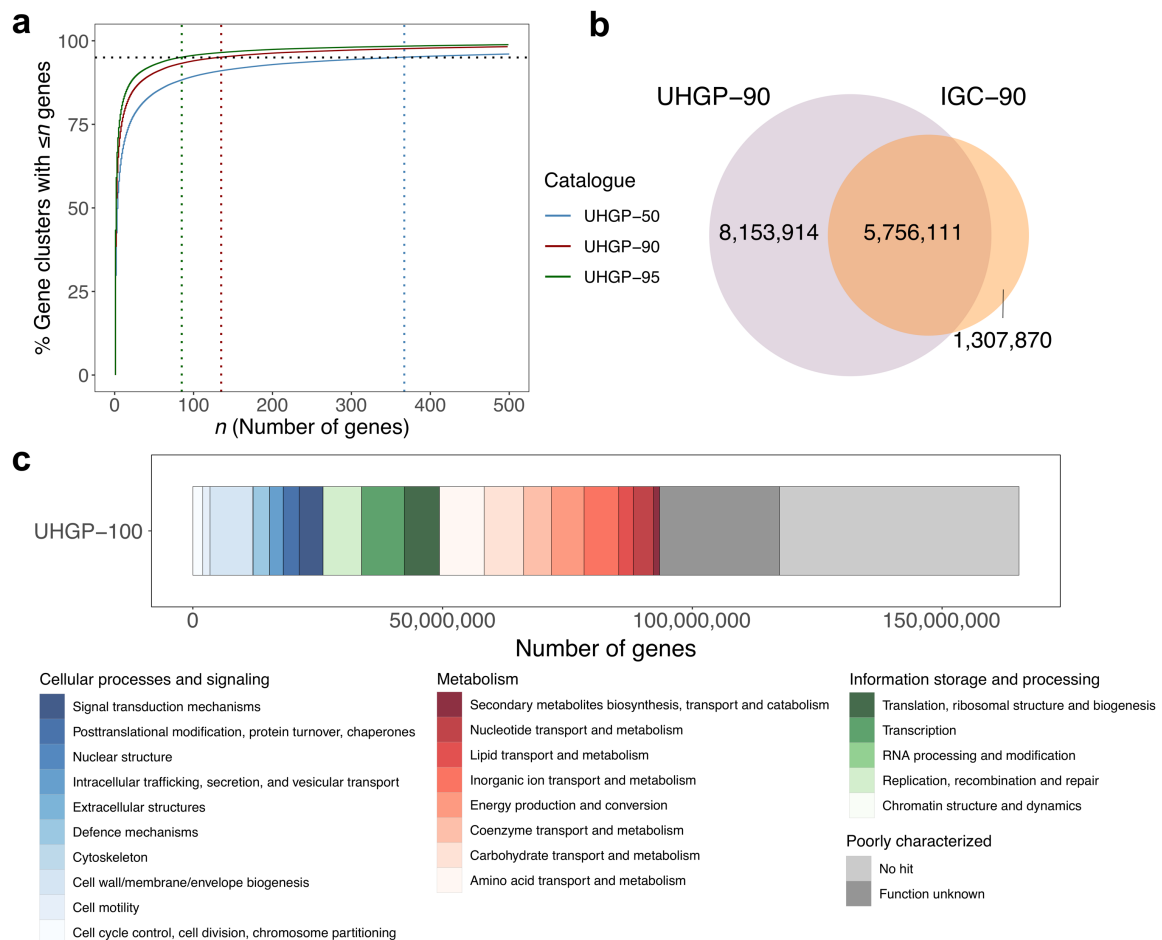 a
100
75
50
25
0
% Gene clusters with ≤n genes
0 100 200 300 400 500
n (Number of genes)
Catalogue
UHGP−50
UHGP−90
UHGP−95
b
UHGP−90 IGC−90
8,153,914 5,756,111
1,307,870
c
UHGP−100
0 50,000,000 100,000,000 150,000,000
Number of genes
Cellular processes and signaling
Signal transduction mechanisms
Posttranslational modification, protein turnover, chaperones
Nuclear structure
Intracellular trafficking, secretion, and vesicular transport
Extracellular structures
Defence mechanisms
Cytoskeleton
Cell wall/membrane/envelope biogenesis
Cell motility
Cell cycle control, cell division, chromosome partitioning
Metabolism
Secondary metabolites biosynthesis, transport and catabolism
Nucleotide transport and metabolism
Lipid transport and metabolism
Inorganic ion transport and metabolism
Energy production and conversion
Coenzyme transport and metabolism
Carbohydrate transport and metabolism
Amino acid transport and metabolism
Information storage and processing
Translation, ribosomal structure and biogenesis
Transcription
RNA processing and modification
Replication, recombination and repair
Chromatin structure and dynamics
Poorly characterized
No hit
Function unknown